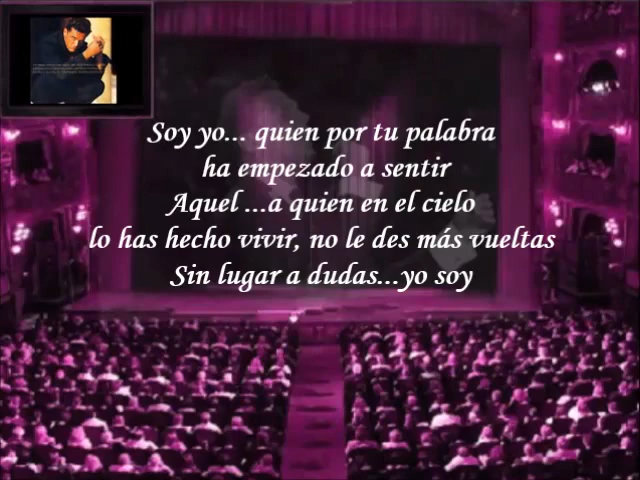 Soy yo... quien por tu palabra
ha empezado a sentir
Aquel ...a quien en el cielo
lo has hecho vivir, no le des más vueltas
Sin lugar a dudas...yo soy